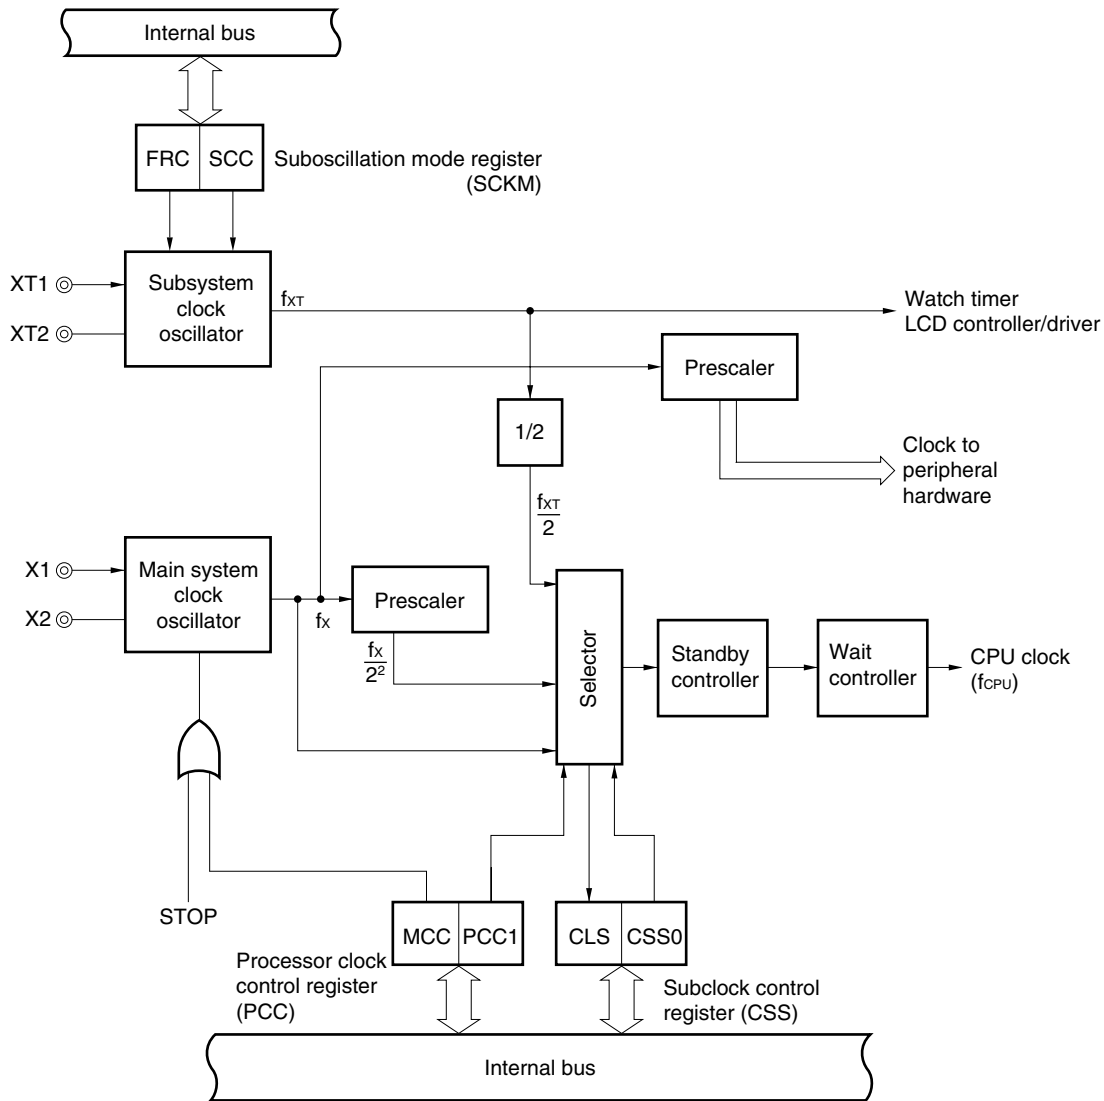 Internal bus
FRC SCC
Suboscillation mode register
(SCKM)
XT1
XT2
Subsystem
clock
oscillator
fXT
Watch timer
LCD controller/driver
Prescaler
1/2
Clock to
peripheral
hardware
fXT
2
X1
X2
Main system
clock
oscillator
fX
Prescaler
fX
2²
Selector
Standby
controller
Wait
controller
CPU clock
(fCPU)
STOP
MCC PCC1
CLS CSS0
Processor clock
control register
(PCC)
Subclock control
register (CSS)
Internal bus